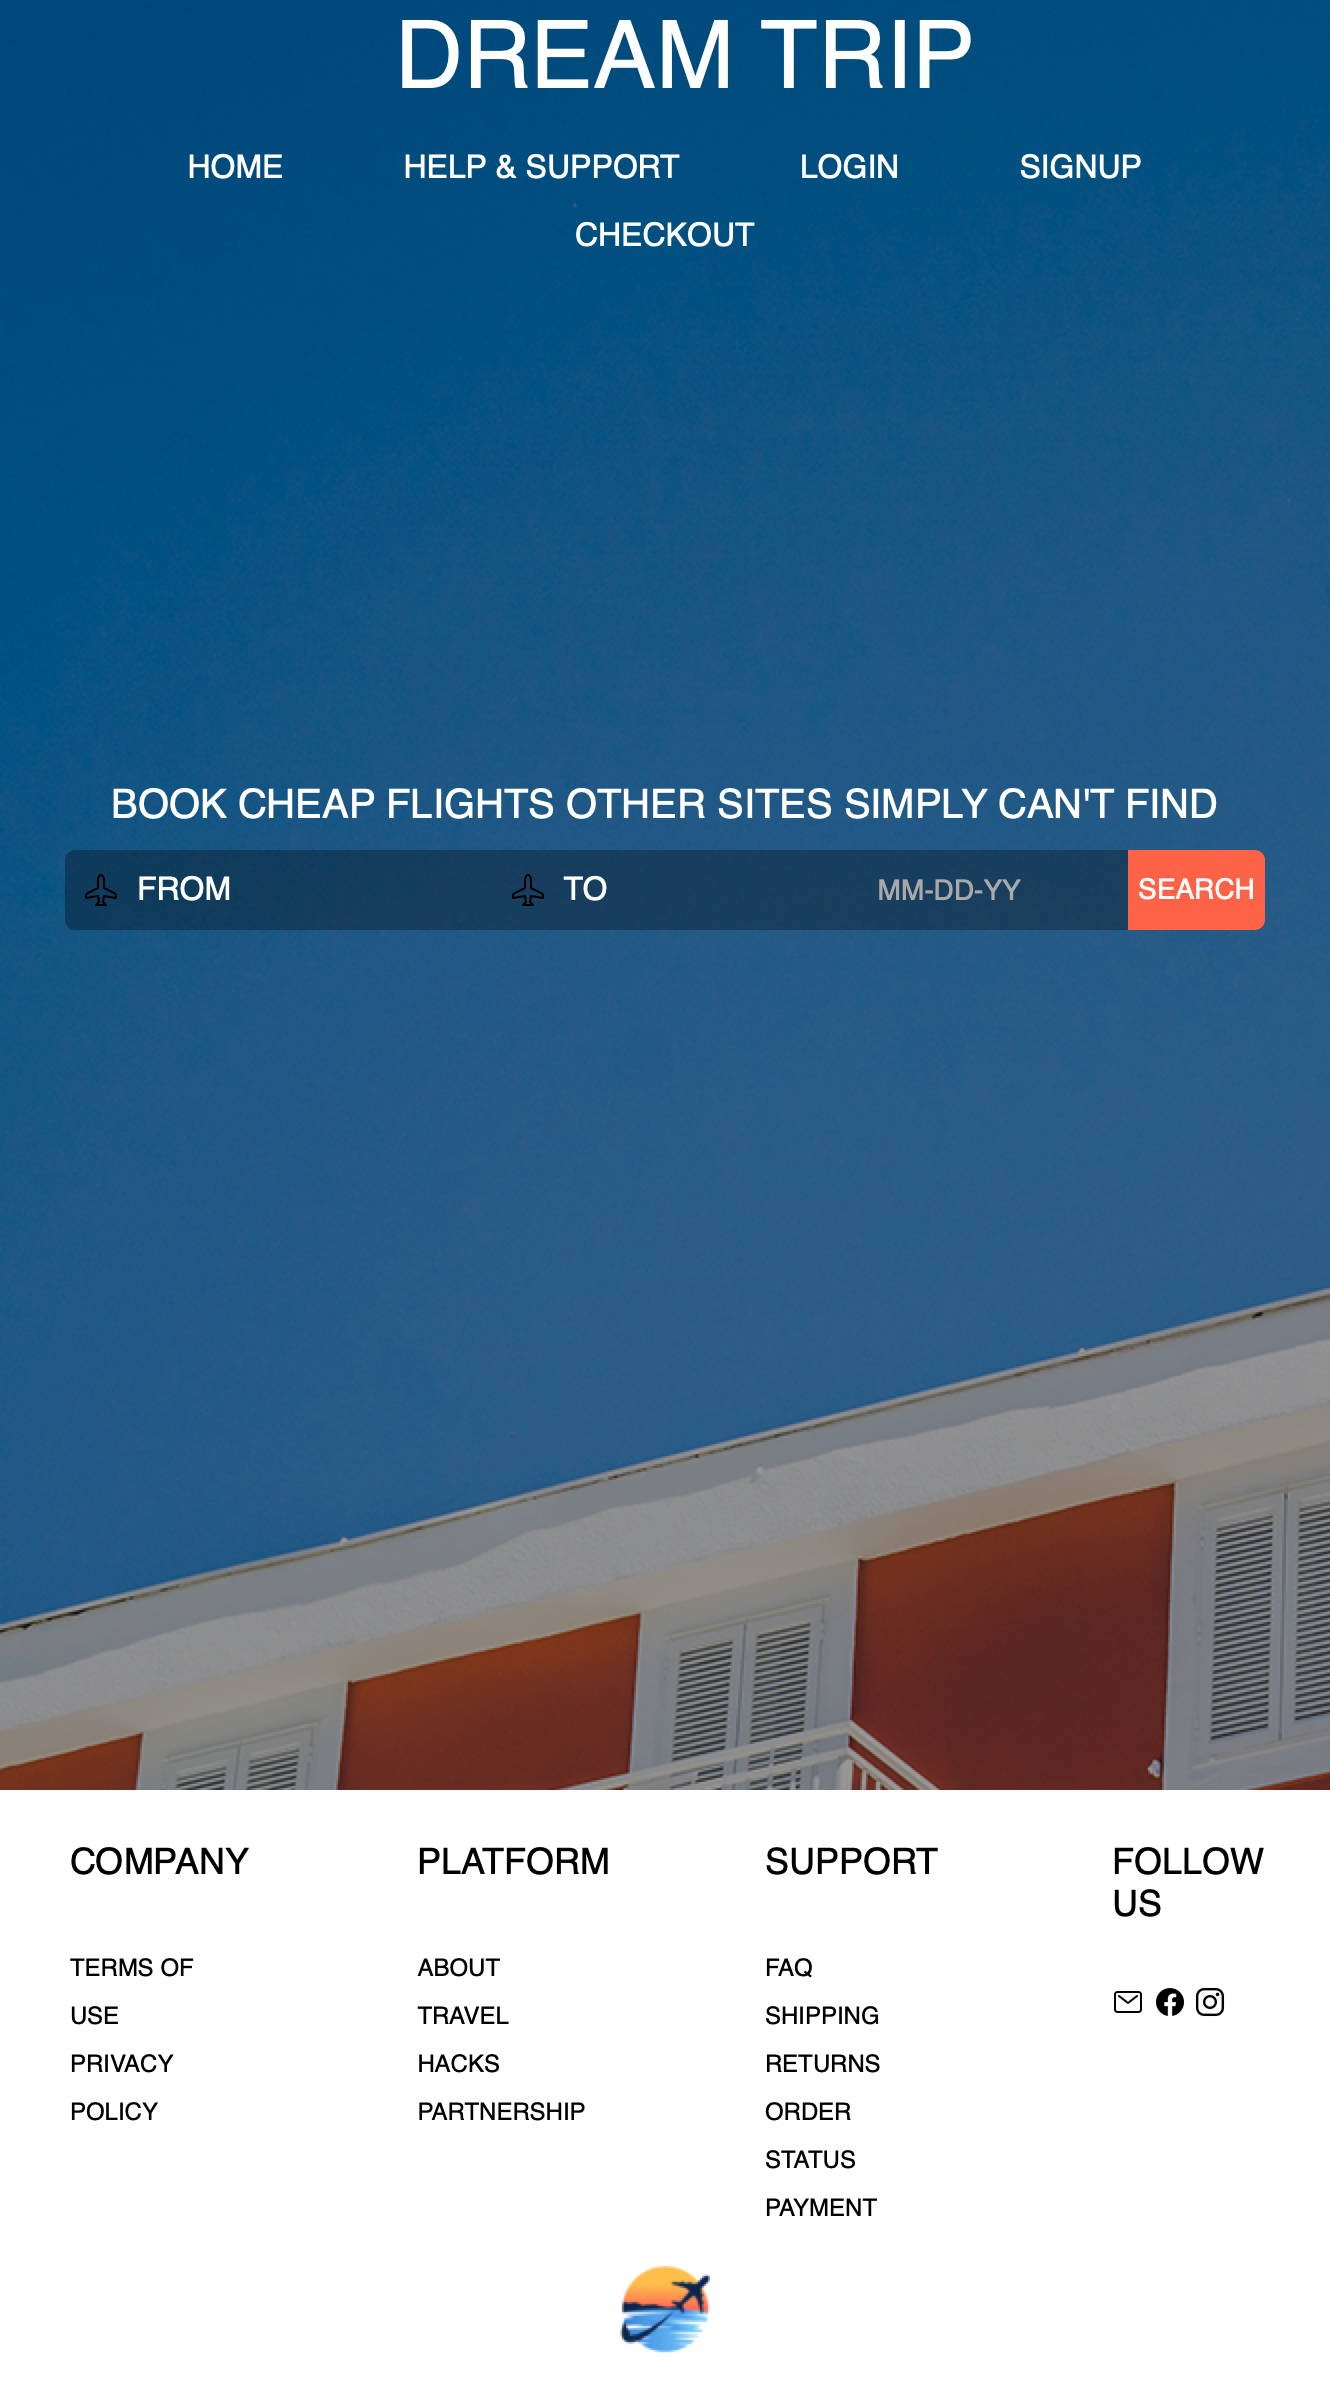 DREAM TRIP
HOME HELP & SUPPORT LOGIN SIGNUP
CHECKOUT
BOOK CHEAP FLIGHTS OTHER SITES SIMPLY CAN'T FIND
FROM TO MM-DD-YY SEARCH
COMPANY
TERMS OF
USE
PRIVACY
POLICY
PLATFORM
ABOUT
TRAVEL
HACKS
PARTNERSHIP
SUPPORT
FAQ
SHIPPING
RETURNS
ORDER
STATUS
PAYMENT
FOLLOW
US